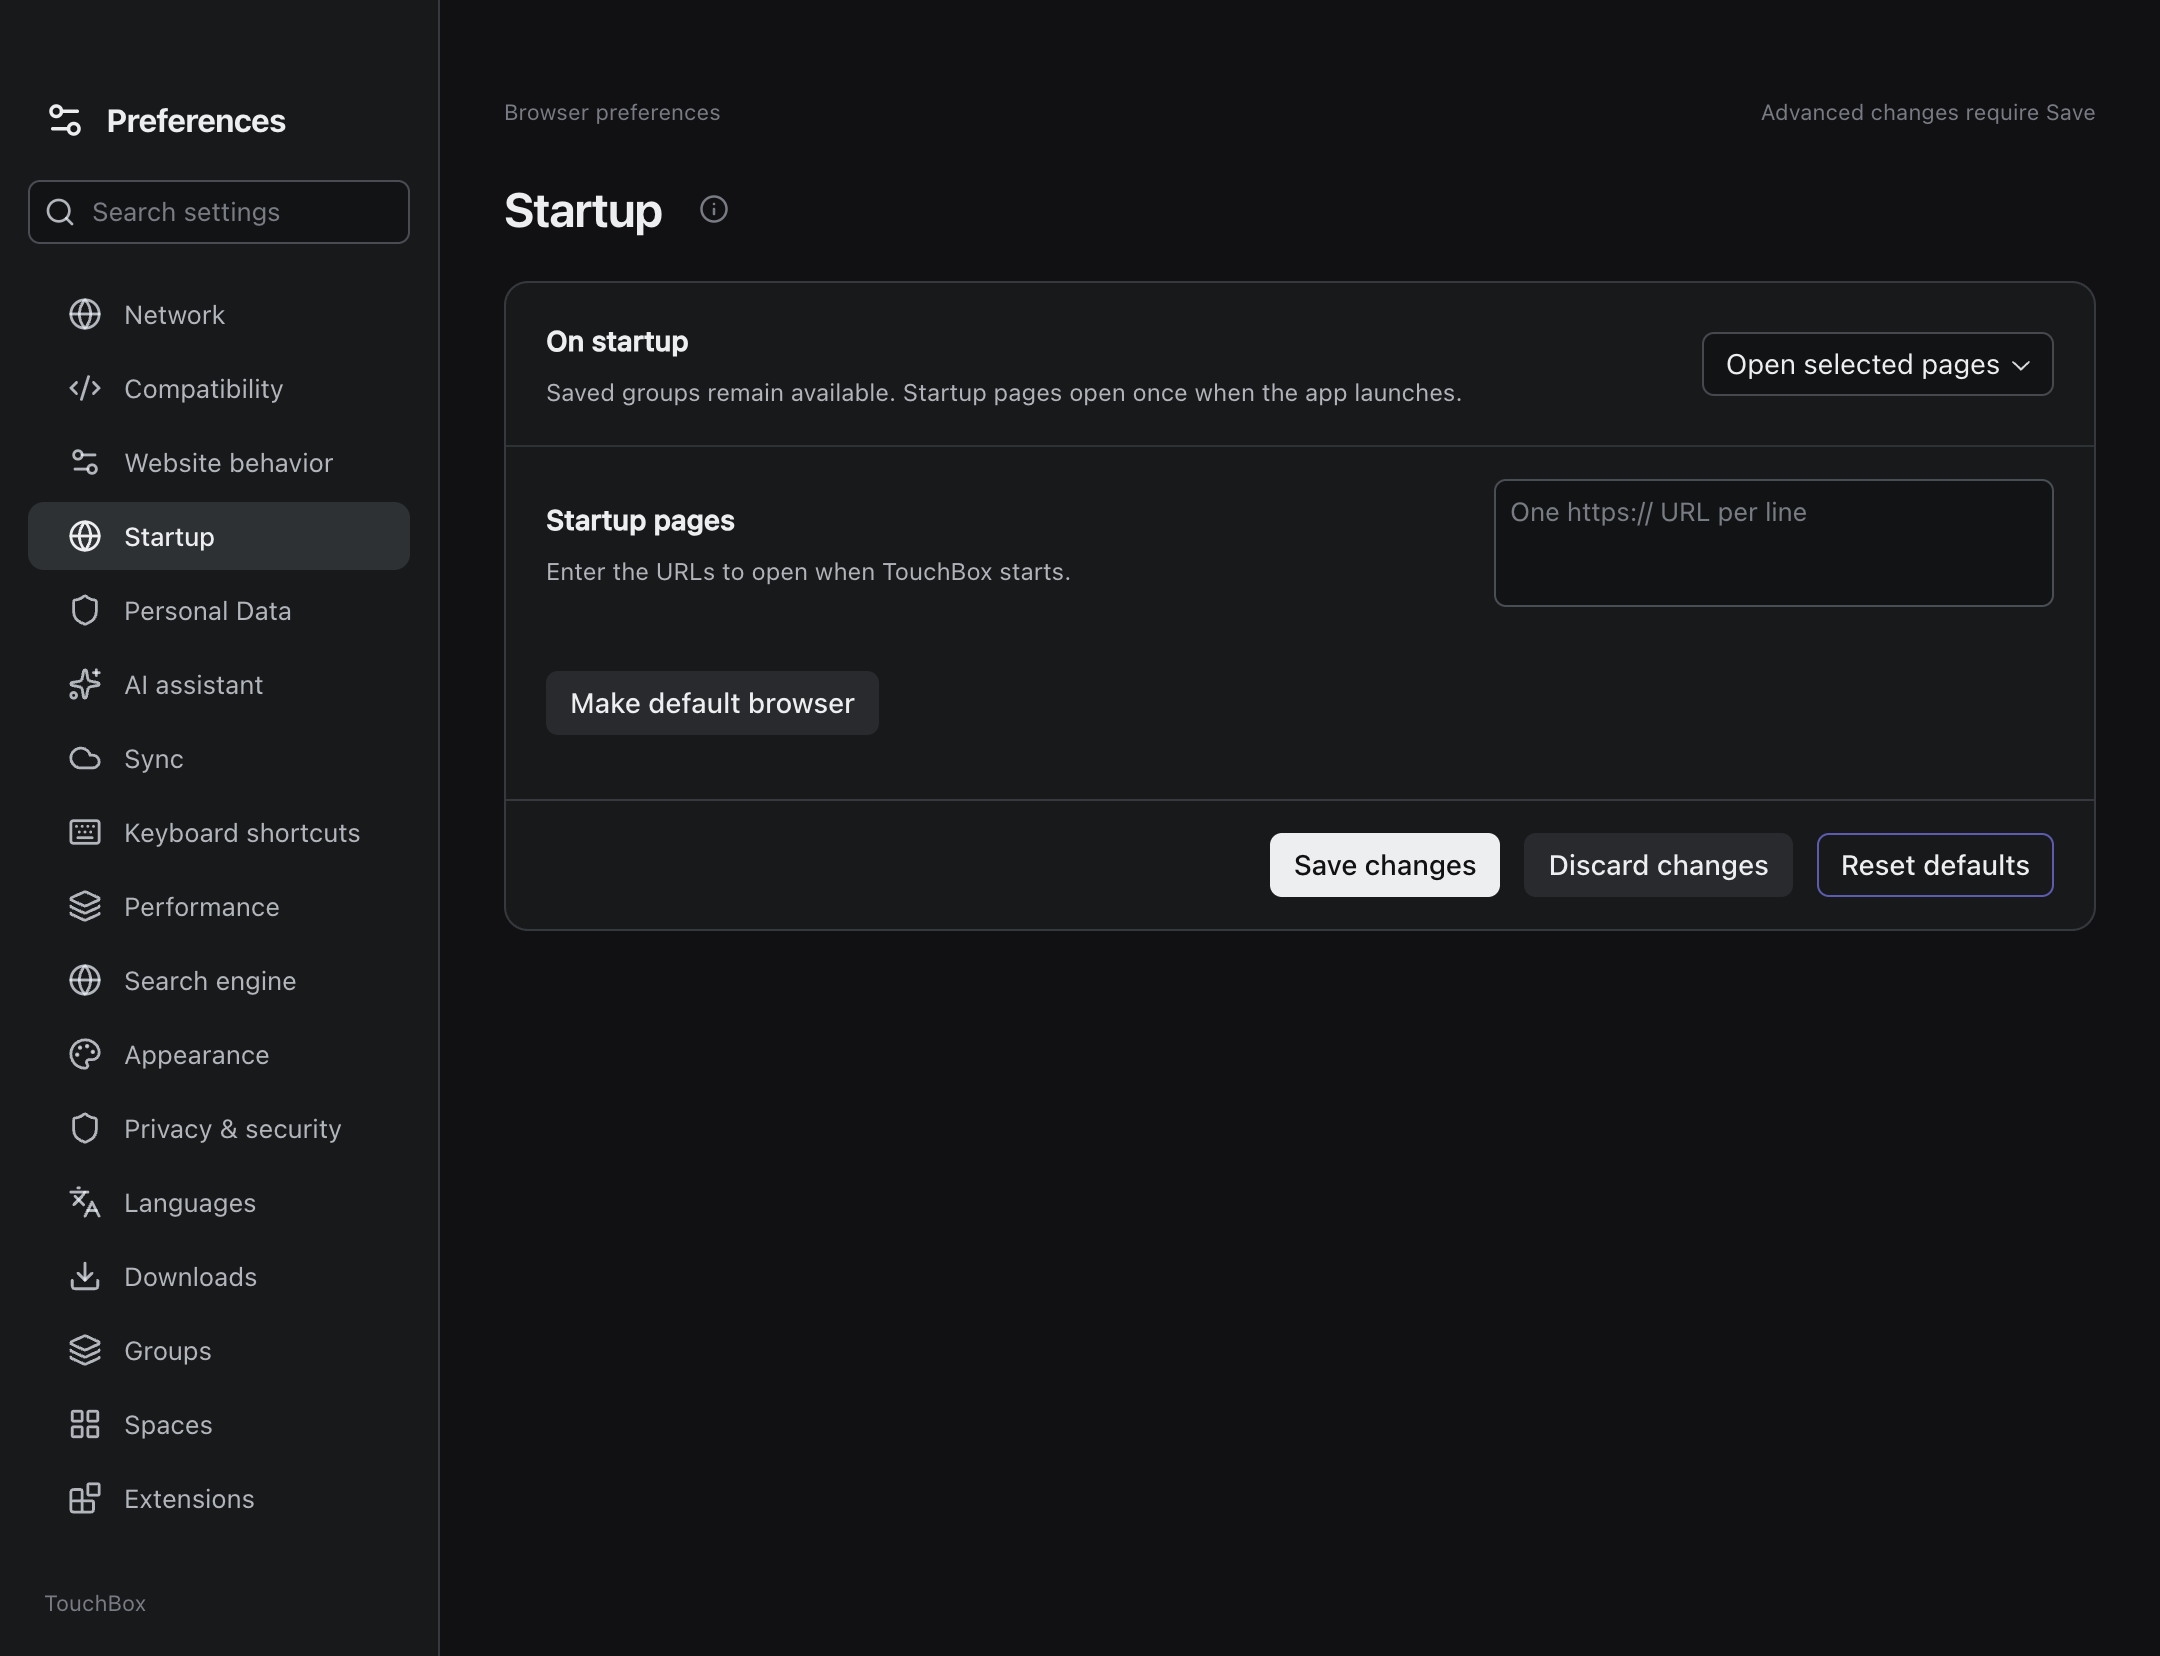 Preferences
Search settings
Network
Compatibility
Website behavior
Startup
Personal Data
AI assistant
Sync
Keyboard shortcuts
Performance
Search engine
Appearance
Privacy & security
Languages
Downloads
Groups
Spaces
Extensions
TouchBox
Browser preferences
Advanced changes require Save
Startup
On startup
Saved groups remain available. Startup pages open once when the app launches.
Open selected pages
Startup pages
Enter the URLs to open when TouchBox starts.
One https:// URL per line
Make default browser
Save changes
Discard changes
Reset defaults